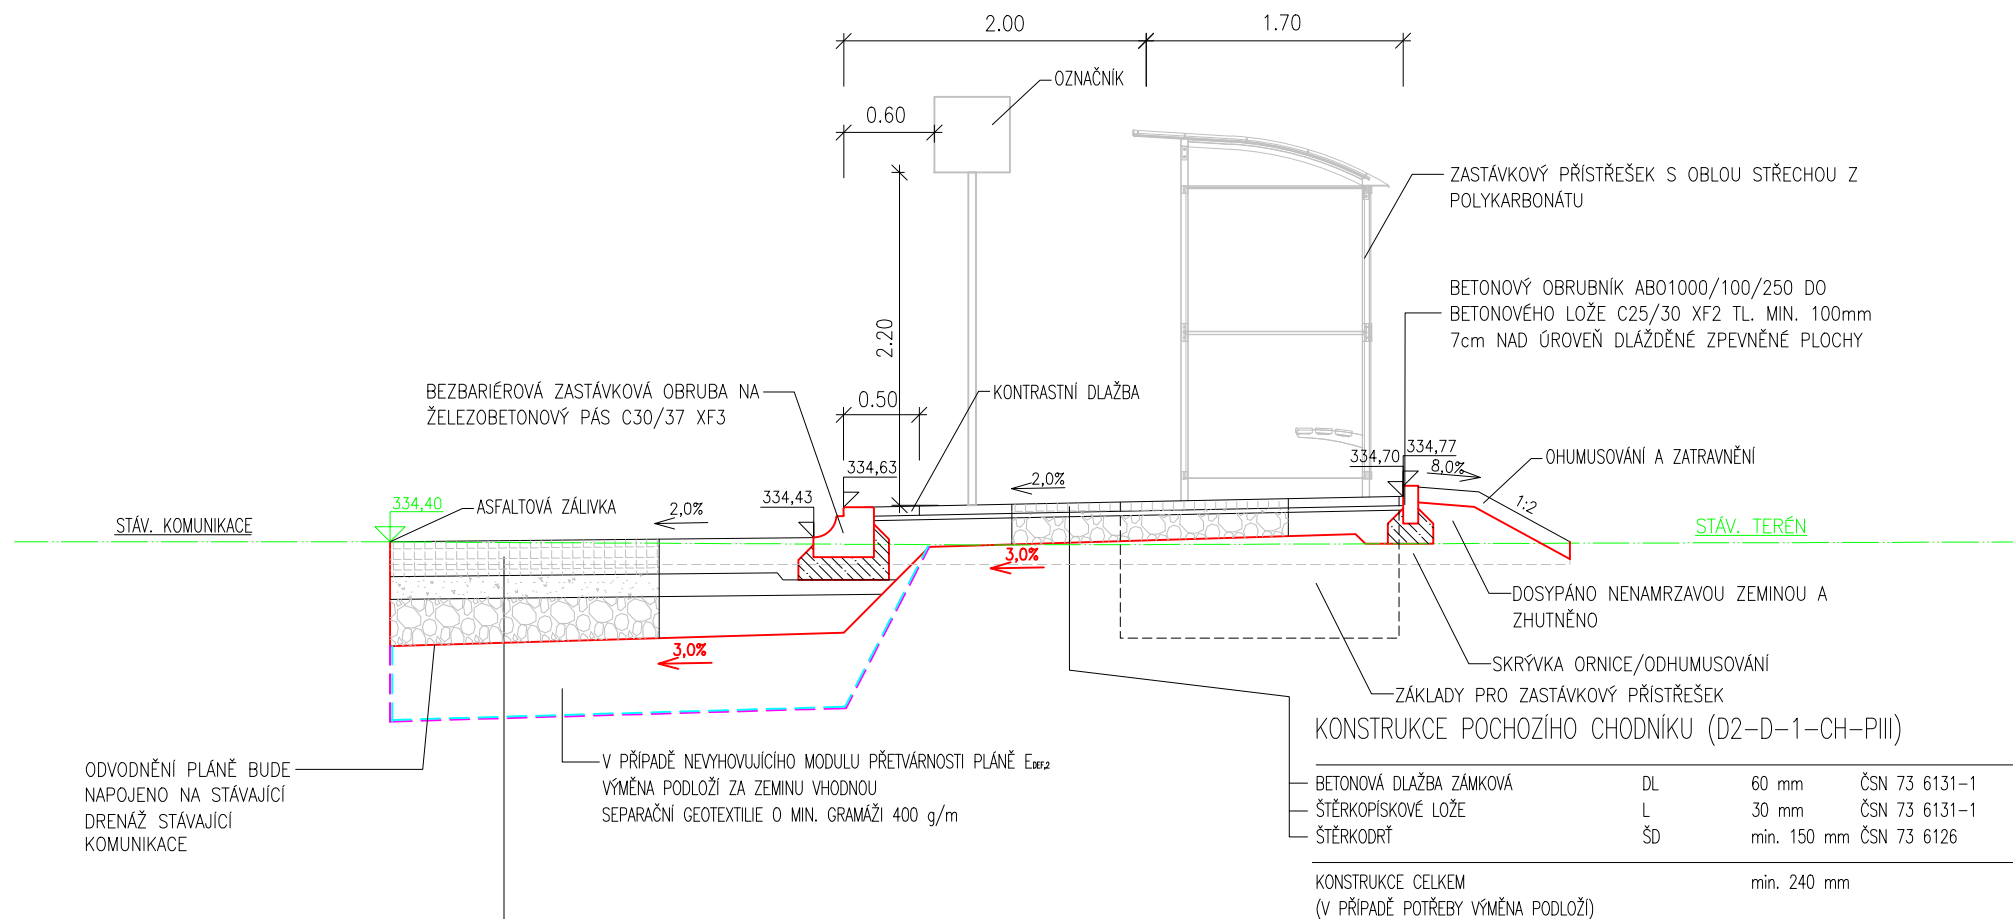 2.00
1.70
OZNAČNÍK
0.60
ZASTÁVKOVÝ PŘÍSTŘEŠEK S OBLOU STŘECHOU Z
POLYKARBONÁTU
2.20
BETONOVÝ OBRUBNÍK ABO1000/100/250 DO
BETONOVÉHO LOŽE C25/30 XF2 TL. MIN. 100mm
7cm NAD ÚROVEŇ DLÁŽDĚNÉ ZPEVNĚNÉ PLOCHY
BEZBARIÉROVÁ ZASTÁVKOVÁ OBRUBA NA
ŽELEZOBETONOVÝ PÁS C30/37 XF3
0.50
KONTRASTNÍ DLAŽBA
334,63
334,70
334,77
8,0%
OHUMUSOVÁNÍ A ZATRAVNĚNÍ
1:2
2,0%
334,40
ASFALTOVÁ ZÁLIVKA
2,0%
334,43
STÁV. KOMUNIKACE
STÁV. TERÉN
3,0%
3,0%
DOSYPÁNO NENAMRZAVOU ZEMINOU A
ZHUTNĚNO
SKRÝVKA ORNICE/ODHUMUSOVÁNÍ
ZÁKLADY PRO ZASTÁVKOVÝ PŘÍSTŘEŠEK
ODVODNĚNÍ PLÁNĚ BUDE
NAPOJENO NA STÁVAJÍCÍ
DRENÁŽ STÁVAJÍCÍ
KOMUNIKACE
V PŘÍPADĚ NEVYHOVUJÍCÍHO MODULU PŘETVÁRNOSTI PLÁNĚ EDEF,2
VÝMĚNA PODLOŽÍ ZA ZEMINU VHODNOU
SEPARAČNÍ GEOTEXTILIE O MIN. GRAMÁŽI 400 g/m
KONSTRUKCE POCHOZÍHO CHODNÍKU (D2-D-1-CH-PIII)
BETONOVÁ DLAŽBA ZÁMKOVÁ DL 60 mm ČSN 73 6131-1
ŠTĚRKOPÍSKOVÉ LOŽE L 30 mm ČSN 73 6131-1
ŠTĚRKODRŤ ŠD min. 150 mm ČSN 73 6126
KONSTRUKCE CELKEM min. 240 mm
(V PŘÍPADĚ POTŘEBY VÝMĚNA PODLOŽÍ)